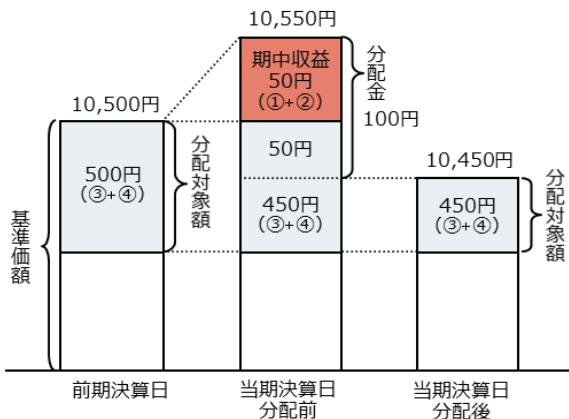 10,550円
期中収益
50円
(①+②)
分配金
100円
10,500円
500円
(③+④)
分配対象額
50円
450円
(③+④)
10,450円
450円
(③+④)
分配対象額
基準価額
前期決算日
当期決算日
分配前
当期決算日
分配後